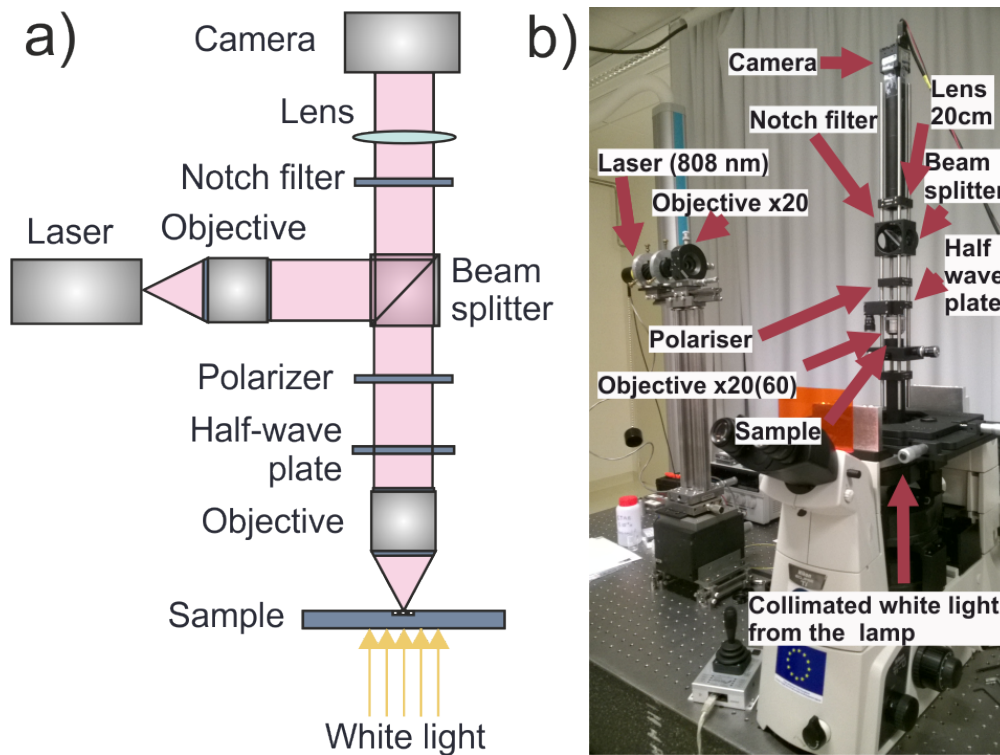 a)
Camera
Lens
Notch filter
Objective
Laser
Beam
splitter
Polarizer
Half-wave
plate
Objective
Sample
White light
b)
Camera
Lens
20cm
Notch filter
Laser (808 nm)
Beam
splitter
Objective x20
Half
wave
plate
Polariser
Objective x20(60)
Sample
Collimated white light
from the lamp